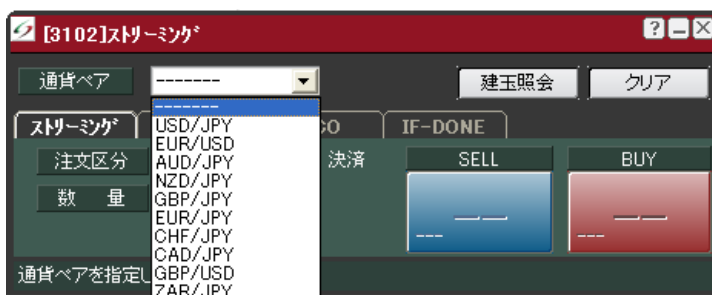 [3102]ｽﾄﾘｰﾐﾝｸﾞ
通貨ペア ------- 建玉照会 クリア
-------
USD/JPY
EUR/USD
AUD/JPY
NZD/JPY
GBP/JPY
EUR/JPY
CHF/JPY
CAD/JPY
GBP/USD
ZAR/JPY
ｽﾄﾘｰﾐﾝｸﾞ IF-DONE
注文区分 決済 SELL BUY
数 量 -- --
--- ---
通貨ペアを指定し